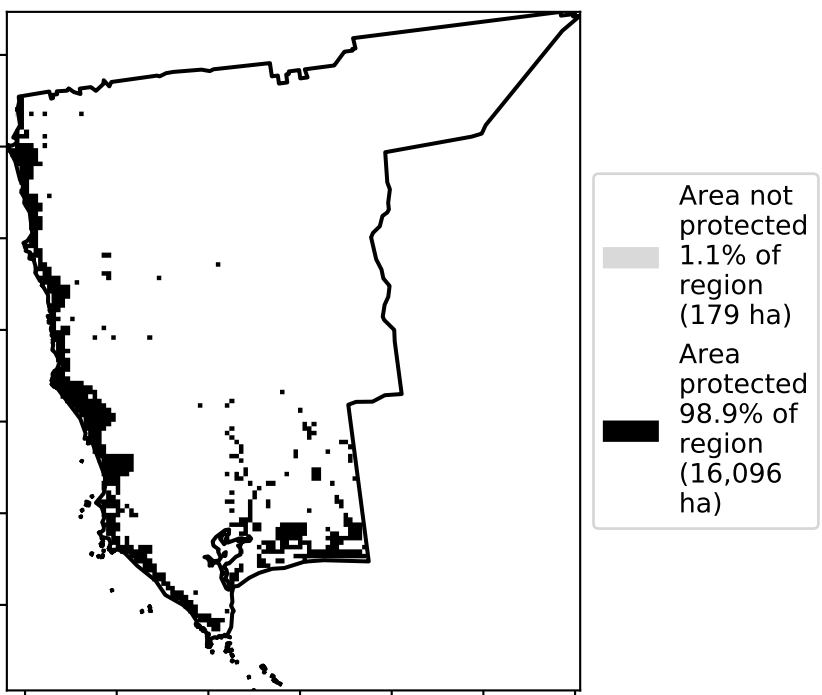 Area not
protected
1.1% of
region
(179 ha)
Area
protected
98.9% of
region
(16,096
ha)